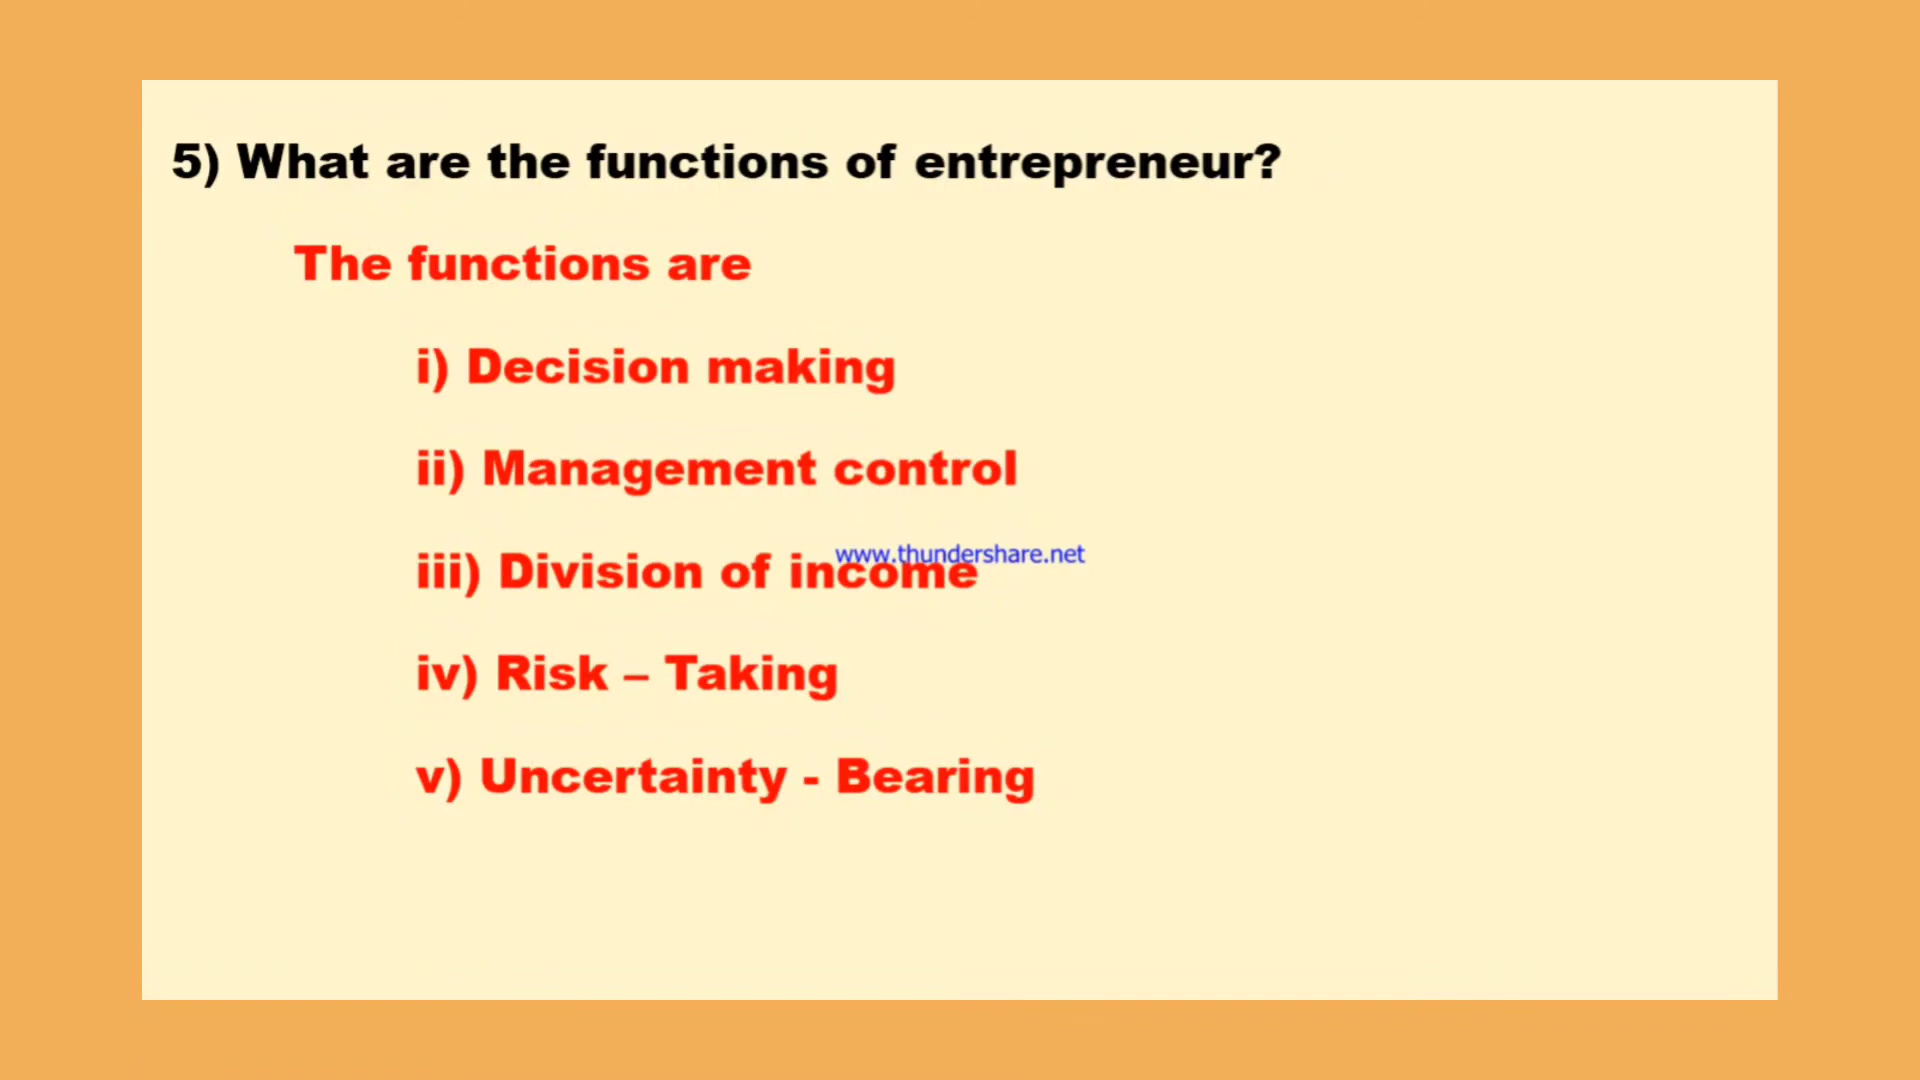 5) What are the functions of entrepreneur?
The functions are
i) Decision making
ii) Management control
www.thundershare.net
iii) Division of income
iv) Risk – Taking
v) Uncertainty - Bearing